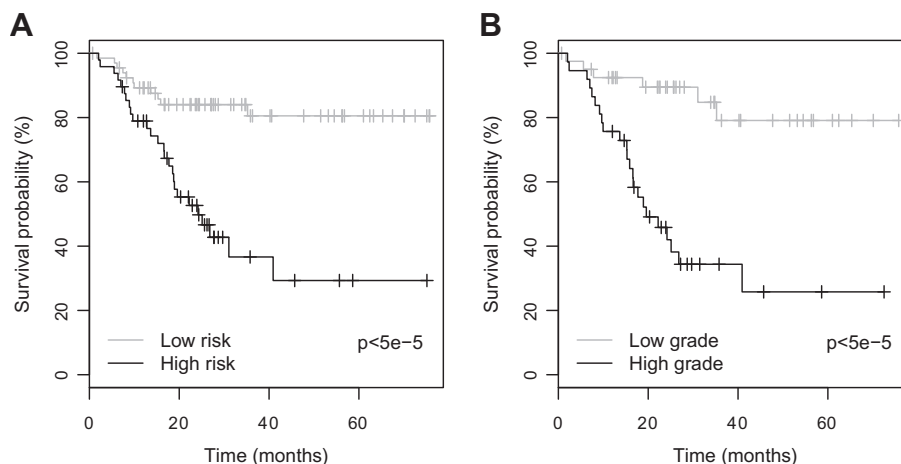 A
Survival probability (%)
100
80
60
40
20
0
Low risk
High risk
p<5e−5
0 20 40 60
Time (months)
B
Survival probability (%)
100
80
60
40
20
0
Low grade
High grade
p<5e−5
0 20 40 60
Time (months)